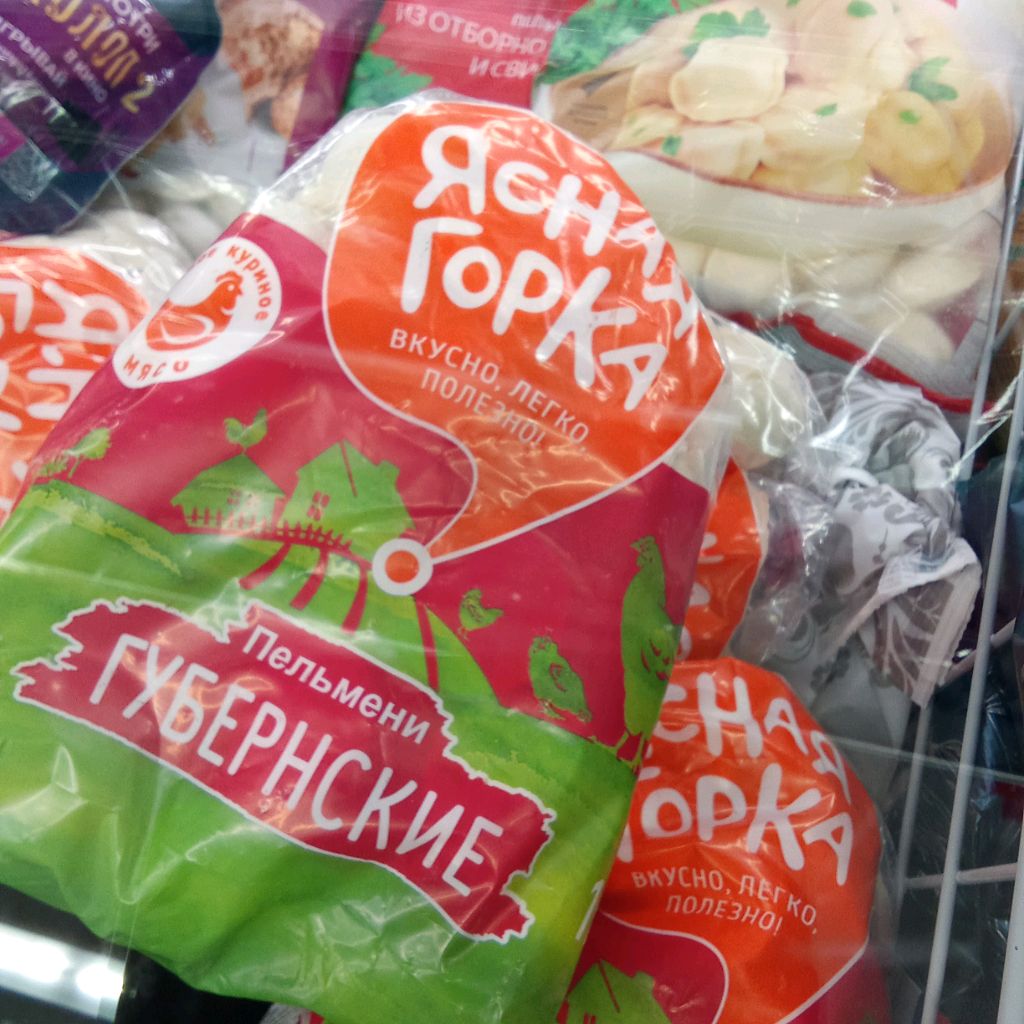 ИЗ ОТБОРНО
И СВИ
ЯСНАЯ
ГОРКА
ВКУСНО, ЛЕГКО,
ПОЛЕЗНО!
КУРИНОЕ
МЯСО
Пельмени
ГУБЕРНСКИЕ
ЯСНАЯ
ГОРКА
ВКУСНО, ЛЕГКО,
ПОЛЕЗНО!